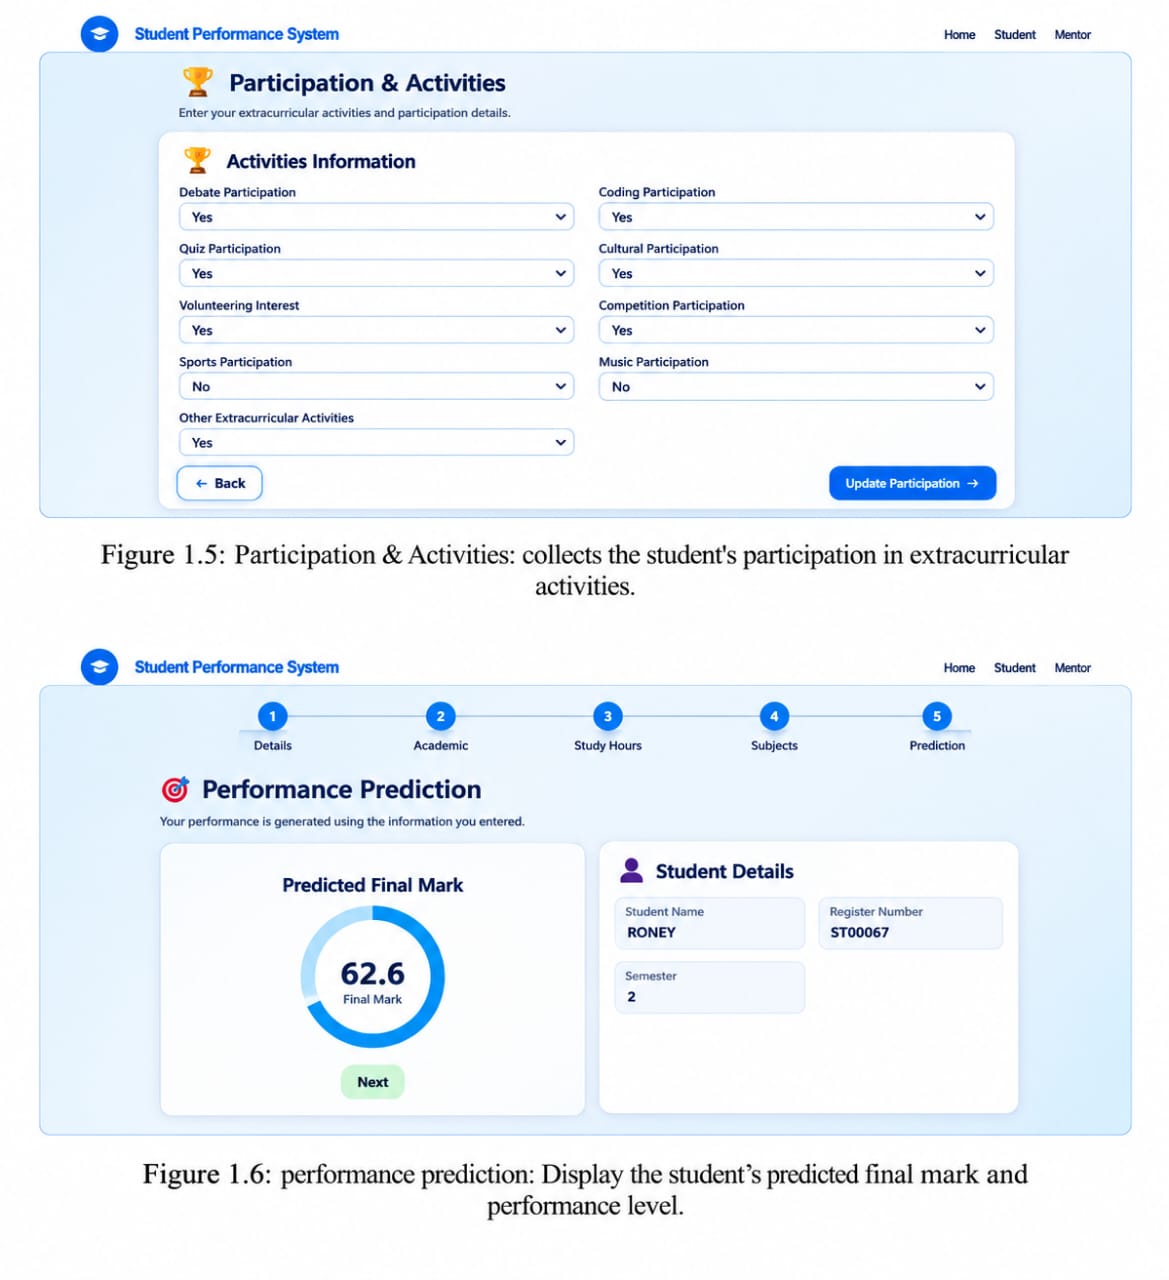 Student Performance System
Home Student Mentor
Participation & Activities
Enter your extracurricular activities and participation details.
Activities Information
Debate Participation
Yes
Coding Participation
Yes
Quiz Participation
Yes
Cultural Participation
Yes
Volunteering Interest
Yes
Competition Participation
Yes
Sports Participation
No
Music Participation
No
Other Extracurricular Activities
Yes
← Back
Update Participation →
Figure 1.5: Participation & Activities: collects the student's participation in extracurricular
activities.
Student Performance System
Home Student Mentor
1 2 3 4 5
Details Academic Study Hours Subjects Prediction
Performance Prediction
Your performance is generated using the information you entered.
Predicted Final Mark
62.6
Final Mark
Next
Student Details
Student Name
RONEY
Register Number
ST00067
Semester
2
Figure 1.6: performance prediction: Display the student’s predicted final mark and
performance level.